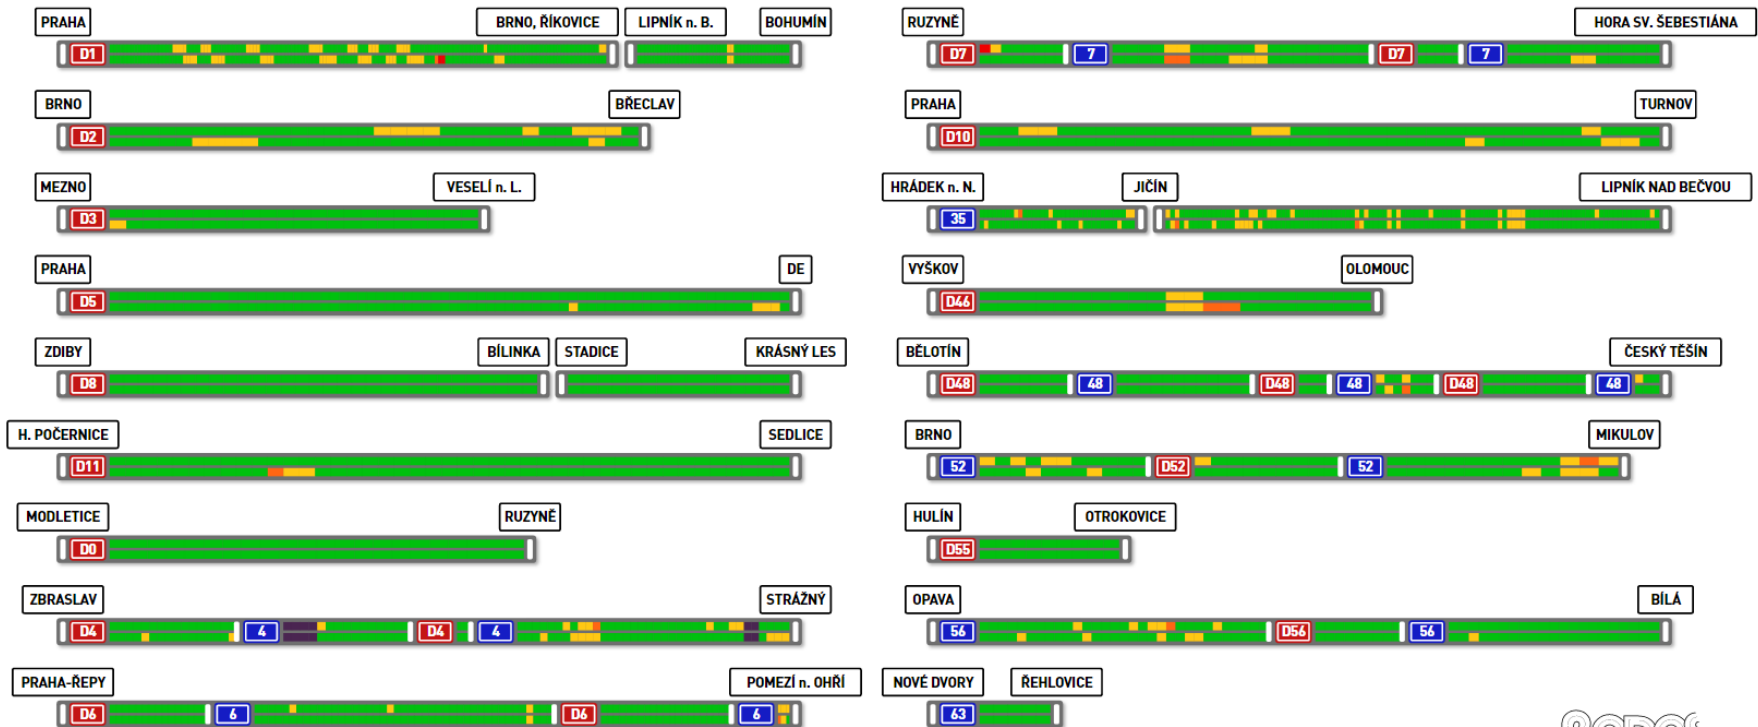 PRAHA BRNO, ŘÍKOVICE LIPNÍK n. B. BOHUMÍN
D1
BRNO BŘECLAV
D2
MEZNO VESELÍ n. L.
D3
PRAHA DE
D5
ZDIBY BÍLINKA STADICE KRÁSNÝ LES
D8
H. POČERNICE SEDLICE
D11
MODLETICE RUZYNĚ
D0
ZBRASLAV STRÁŽNÝ
D4 4 D4 4
PRAHA-ŘEPY POMEZÍ n. OHŘÍ
D6 6 D6 6
RUZYNĚ HORA SV. ŠEBESTIÁNA
D7 7 D7 7
PRAHA TURNOV
D10
HRÁDEK n. N. JIČÍN LIPNÍK NAD BEČVOU
35
VYŠKOV OLOMOUC
D46
BĚLOTÍN ČESKÝ TĚŠÍN
D48 48 D48 48 D48 48
BRNO MIKULOV
52 D52 52
HULÍN OTROKOVICE
D55
OPAVA BÍLÁ
56 D56 56
NOVÉ DVORY ŘEHLOVICE
63